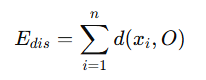 $E_{dis} = \sum_{i=1}^{n} d(x_i, O)$